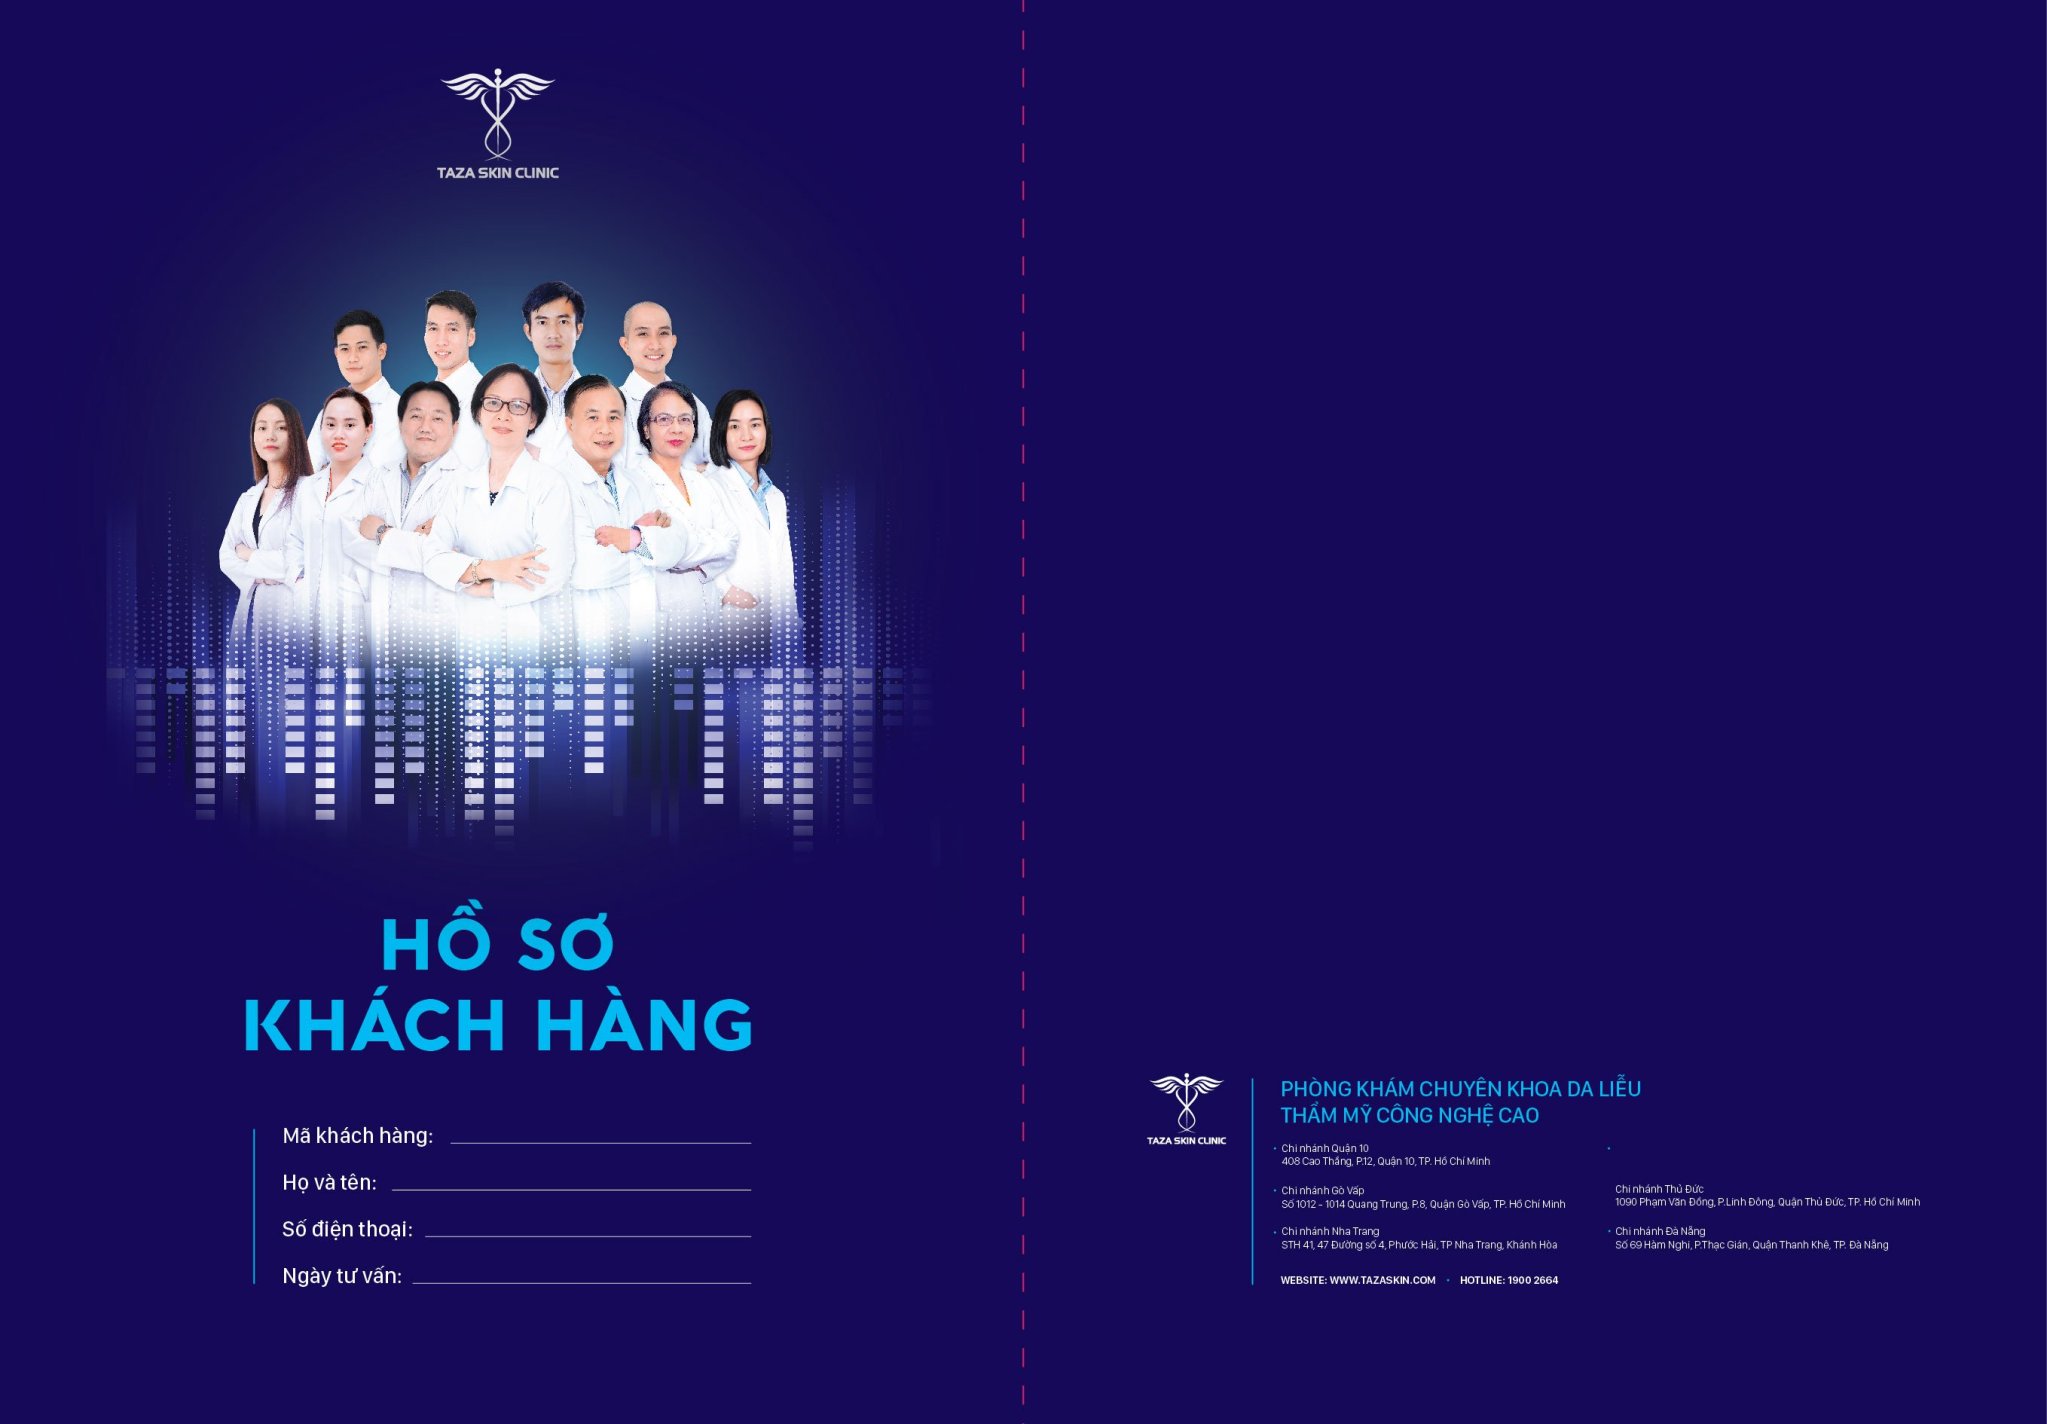 TAZA SKIN CLINIC
HỒ SƠ
KHÁCH HÀNG
Mã khách hàng:
Họ và tên:
Số điện thoại:
Ngày tư vấn:
TAZA SKIN CLINIC
PHÒNG KHÁM CHUYÊN KHOA DA LIỄU
THẨM MỸ CÔNG NGHỆ CAO
Chi nhánh Quận 10
408 Cao Thắng, P.12, Quận 10, TP. Hồ Chí Minh
Chi nhánh Gò Vấp
Số 1012 - 1014 Quang Trung, P.8, Quận Gò Vấp, TP. Hồ Chí Minh
Chi nhánh Nha Trang
STH 41, 47 Đường số 4, Phước Hải, TP Nha Trang, Khánh Hòa
Chi nhánh Thủ Đức
1090 Phạm Văn Đồng, P.Linh Đông, Quận Thủ Đức, TP. Hồ Chí Minh
Chi nhánh Đà Nẵng
Số 69 Hàm Nghi, P.Thạc Gián, Quận Thanh Khê, TP. Đà Nẵng
WEBSITE: WWW.TAZASKIN.COM • HOTLINE: 1900 2664